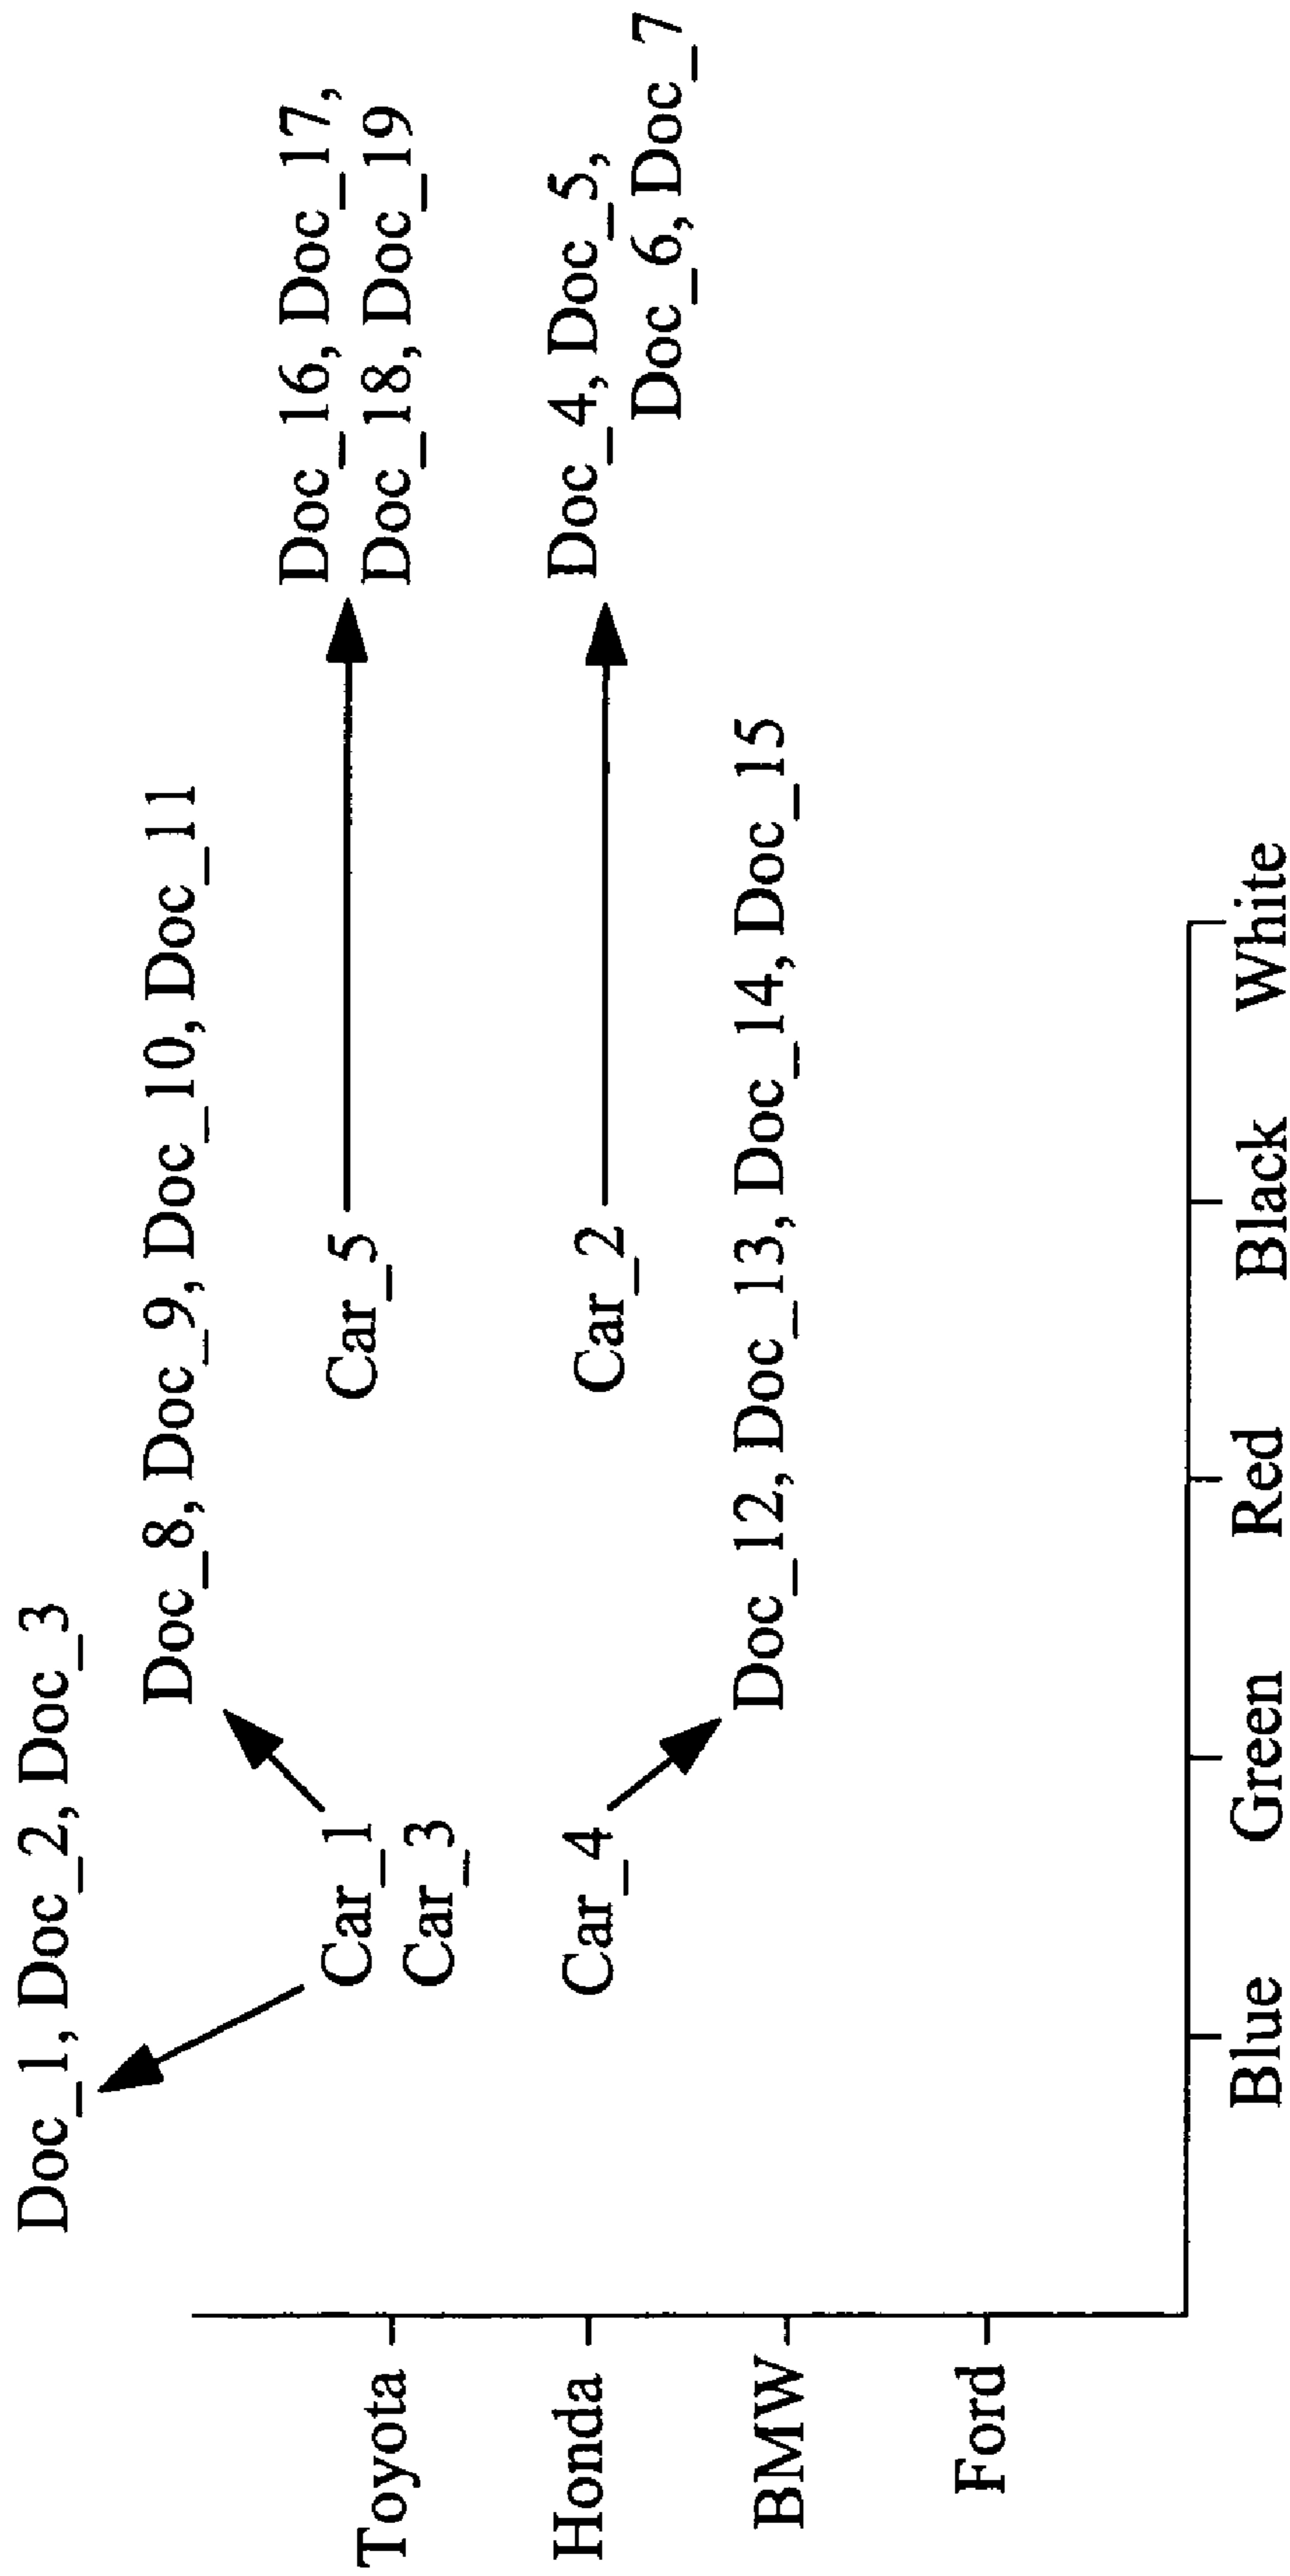 Doc_1, Doc_2, Doc_3
Doc_8, Doc_9, Doc_10, Doc_11
Doc_16, Doc_17,
Doc_18, Doc_19
Toyota
Car_1
Car_3
Car_5
Doc_4, Doc_5,
Doc_6, Doc_7
Honda
Car_4
Car_2
BMW
Doc_12, Doc_13, Doc_14, Doc_15
Ford
Blue
Green
Red
Black
White